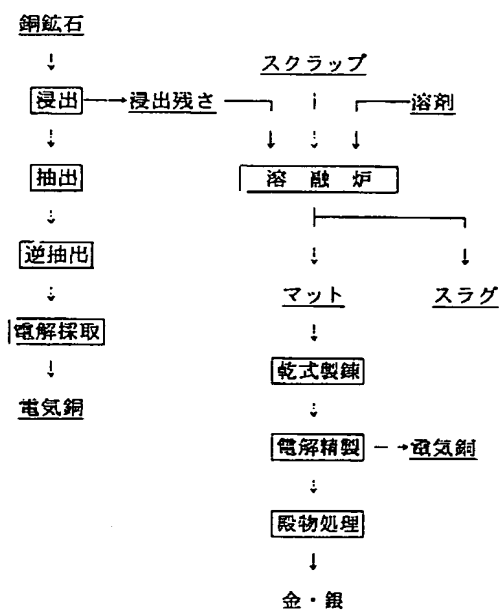 銅鉱石
スクラップ
浸出
浸出残さ
溶剤
抽出
溶融炉
逆抽出
マット
スラグ
電解採取
乾式製錬
電気銅
電解精製
電気銅
殿物処理
金・銀